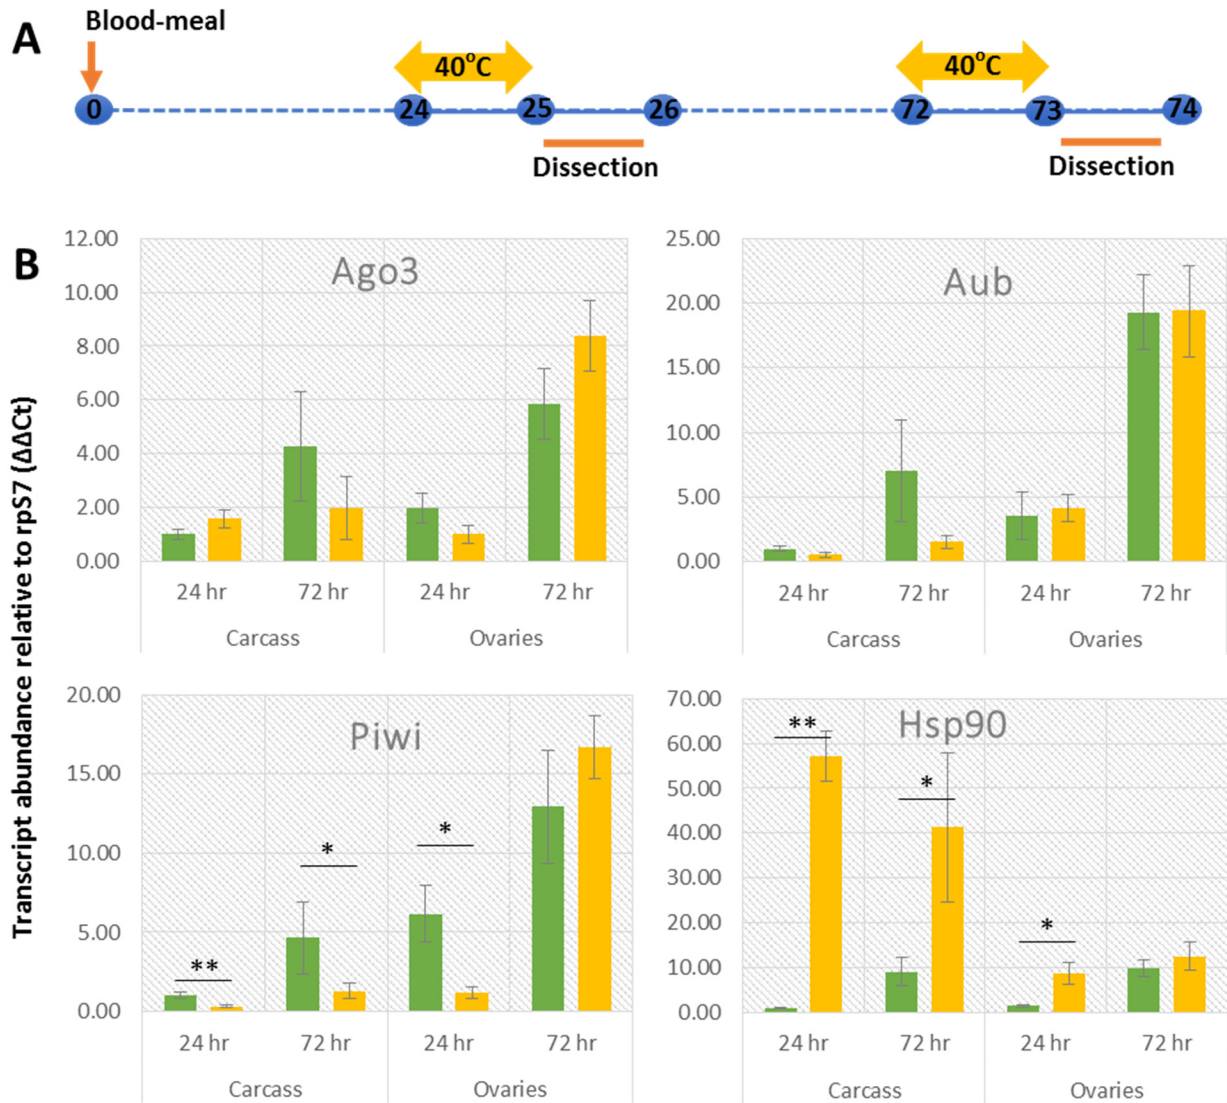 A
Blood-meal
40°C
40°C
0
24
25
26
72
73
74
Dissection
Dissection
B
Transcript abundance relative to rpS7 (ΔΔCt)
Ago3
12.00
10.00
8.00
6.00
4.00
2.00
0.00
24 hr
72 hr
24 hr
72 hr
Carcass
Ovaries
Aub
25.00
20.00
15.00
10.00
5.00
0.00
24 hr
72 hr
24 hr
72 hr
Carcass
Ovaries
Piwi
20.00
15.00
10.00
5.00
0.00
**
*
*
24 hr
72 hr
24 hr
72 hr
Carcass
Ovaries
Hsp90
70.00
60.00
50.00
40.00
30.00
20.00
10.00
0.00
**
*
*
24 hr
72 hr
24 hr
72 hr
Carcass
Ovaries